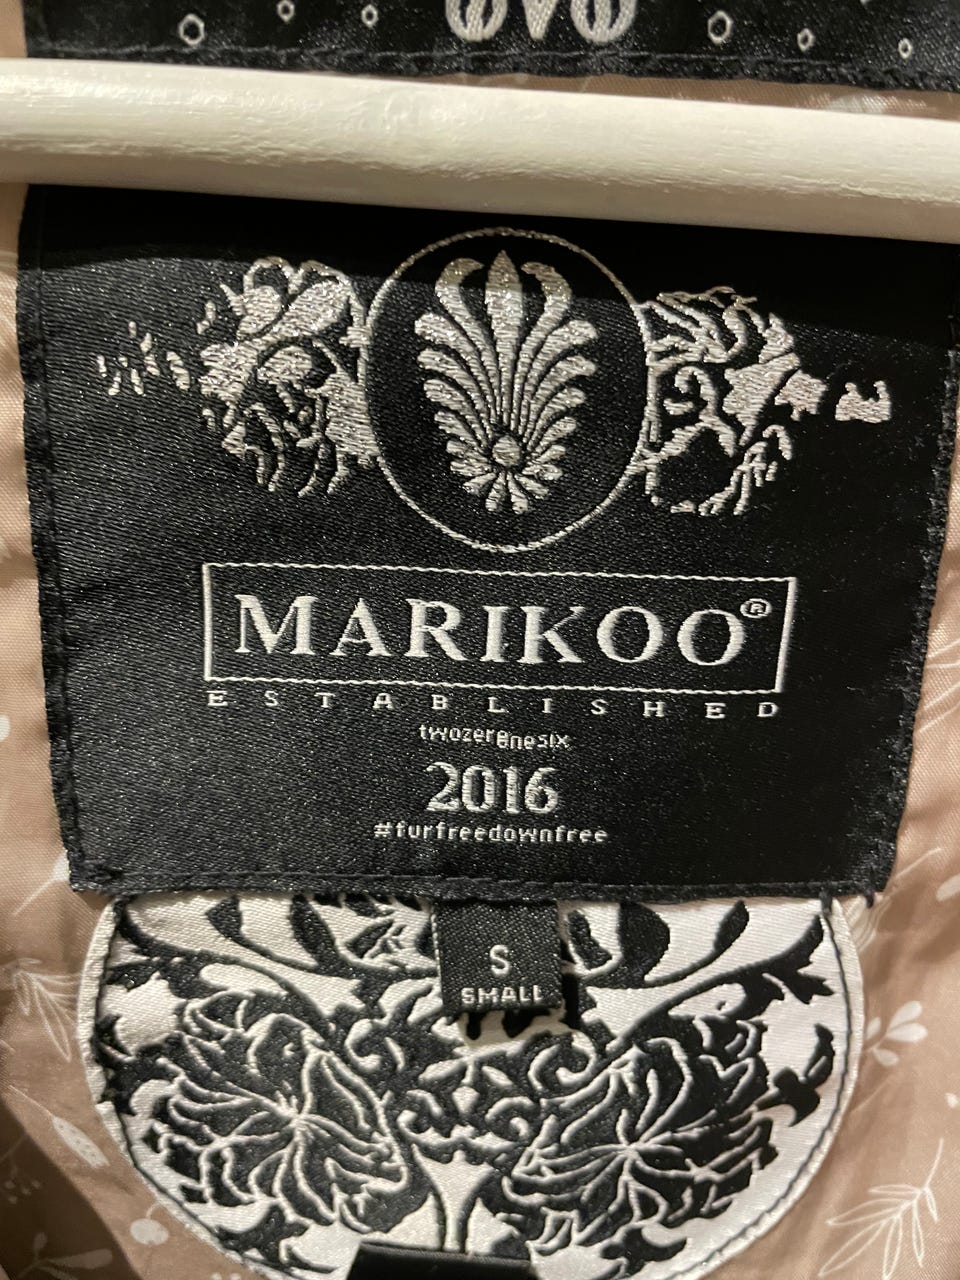 MARIKOO®
ESTABLISHED
twozeroonesix
2016
#furfreedownfree
S
SMALL